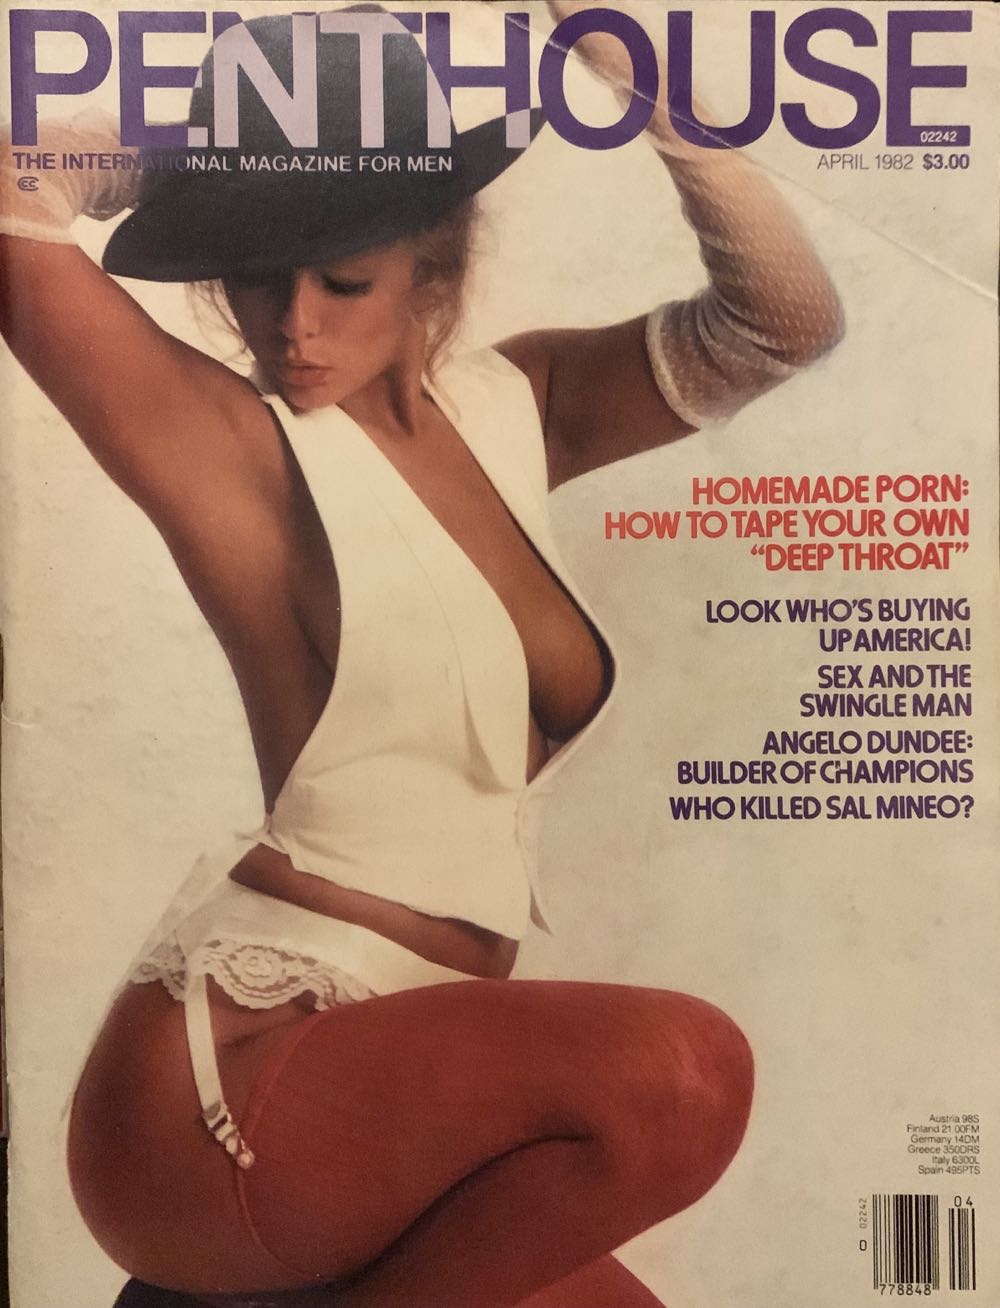 PENTHOUSE
02242
THE INTERNATIONAL MAGAZINE FOR MEN
APRIL 1982 $3.00
CC
HOMEMADE PORN:
HOW TO TAPE YOUR OWN
“DEEP THROAT”
LOOK WHO'S BUYING
UP AMERICA!
SEX AND THE
SWINGLE MAN
ANGELO DUNDEE:
BUILDER OF CHAMPIONS
WHO KILLED SAL MINEO?
Austria 98S
Finland 21.00FM
Germany 14DM
Greece 350DRS
Italy 6300L
Spain 495PTS
0 02242
04
0
778848